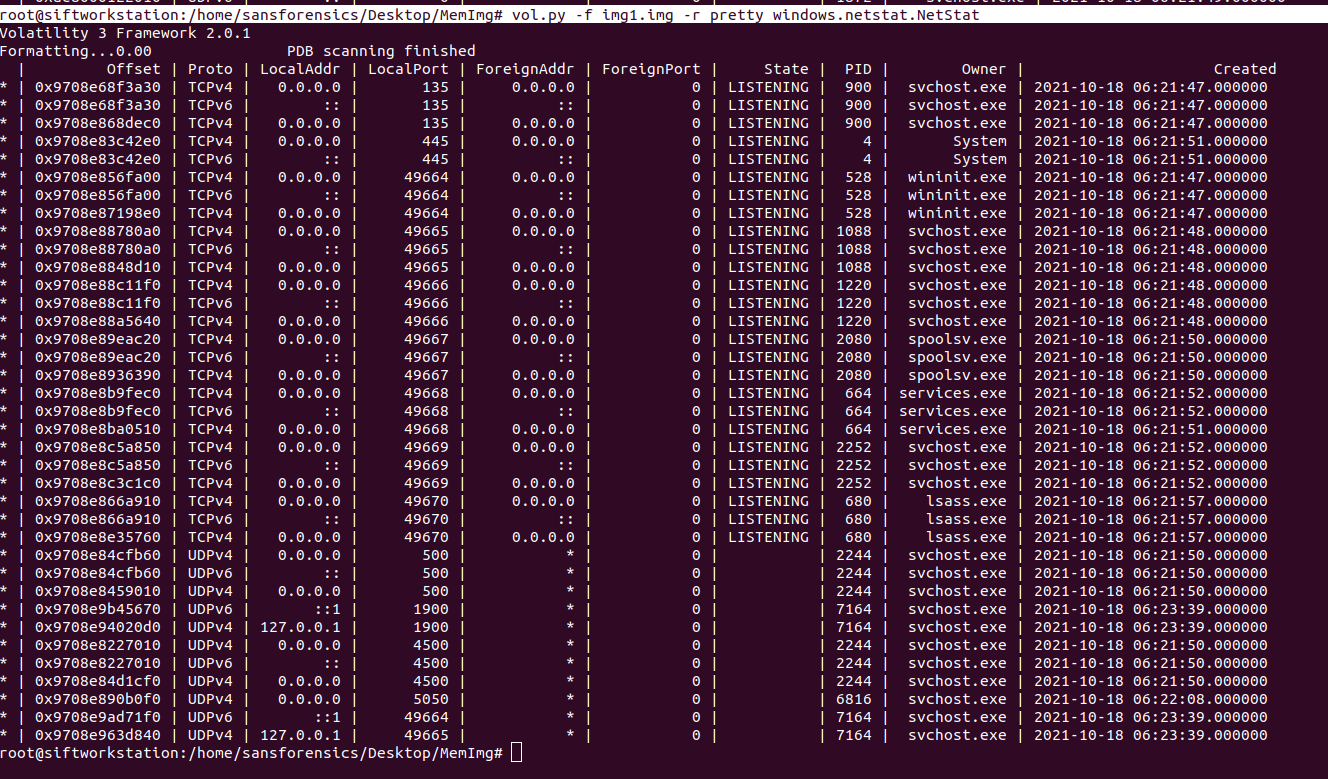 root@siftworkstation:/home/sansforensics/Desktop/MemImg# vol.py -f img1.img -r pretty windows.netstat.NetStat
Volatility 3 Framework 2.0.1
Formatting...0.00 PDB scanning finished
| Offset | Proto | LocalAddr | LocalPort | ForeignAddr | ForeignPort | State | PID | Owner | Created
* | 0x9708e68f3a30 | TCPv4 | 0.0.0.0 | 135 | 0.0.0.0 | 0 | LISTENING | 900 | svchost.exe | 2021-10-18 06:21:47.000000
* | 0x9708e68f3a30 | TCPv6 | :: | 135 | :: | 0 | LISTENING | 900 | svchost.exe | 2021-10-18 06:21:47.000000
* | 0x9708e868dec0 | TCPv4 | 0.0.0.0 | 135 | 0.0.0.0 | 0 | LISTENING | 900 | svchost.exe | 2021-10-18 06:21:47.000000
* | 0x9708e83c42e0 | TCPv4 | 0.0.0.0 | 445 | 0.0.0.0 | 0 | LISTENING | 4 | System | 2021-10-18 06:21:51.000000
* | 0x9708e83c42e0 | TCPv6 | :: | 445 | :: | 0 | LISTENING | 4 | System | 2021-10-18 06:21:51.000000
* | 0x9708e856fa00 | TCPv4 | 0.0.0.0 | 49664 | 0.0.0.0 | 0 | LISTENING | 528 | wininit.exe | 2021-10-18 06:21:47.000000
* | 0x9708e856fa00 | TCPv6 | :: | 49664 | :: | 0 | LISTENING | 528 | wininit.exe | 2021-10-18 06:21:47.000000
* | 0x9708e87198e0 | TCPv4 | 0.0.0.0 | 49664 | 0.0.0.0 | 0 | LISTENING | 528 | wininit.exe | 2021-10-18 06:21:47.000000
* | 0x9708e88780a0 | TCPv4 | 0.0.0.0 | 49665 | 0.0.0.0 | 0 | LISTENING | 1088 | svchost.exe | 2021-10-18 06:21:48.000000
* | 0x9708e88780a0 | TCPv6 | :: | 49665 | :: | 0 | LISTENING | 1088 | svchost.exe | 2021-10-18 06:21:48.000000
* | 0x9708e8848d10 | TCPv4 | 0.0.0.0 | 49665 | 0.0.0.0 | 0 | LISTENING | 1088 | svchost.exe | 2021-10-18 06:21:48.000000
* | 0x9708e88c11f0 | TCPv4 | 0.0.0.0 | 49666 | 0.0.0.0 | 0 | LISTENING | 1220 | svchost.exe | 2021-10-18 06:21:48.000000
* | 0x9708e88c11f0 | TCPv6 | :: | 49666 | :: | 0 | LISTENING | 1220 | svchost.exe | 2021-10-18 06:21:48.000000
* | 0x9708e88a5640 | TCPv4 | 0.0.0.0 | 49666 | 0.0.0.0 | 0 | LISTENING | 1220 | svchost.exe | 2021-10-18 06:21:48.000000
* | 0x9708e89eac20 | TCPv4 | 0.0.0.0 | 49667 | 0.0.0.0 | 0 | LISTENING | 2080 | spoolsv.exe | 2021-10-18 06:21:50.000000
* | 0x9708e89eac20 | TCPv6 | :: | 49667 | :: | 0 | LISTENING | 2080 | spoolsv.exe | 2021-10-18 06:21:50.000000
* | 0x9708e8936390 | TCPv4 | 0.0.0.0 | 49667 | 0.0.0.0 | 0 | LISTENING | 2080 | spoolsv.exe | 2021-10-18 06:21:50.000000
* | 0x9708e8b9fec0 | TCPv4 | 0.0.0.0 | 49668 | 0.0.0.0 | 0 | LISTENING | 664 | services.exe | 2021-10-18 06:21:52.000000
* | 0x9708e8b9fec0 | TCPv6 | :: | 49668 | :: | 0 | LISTENING | 664 | services.exe | 2021-10-18 06:21:52.000000
* | 0x9708e8ba0510 | TCPv4 | 0.0.0.0 | 49668 | 0.0.0.0 | 0 | LISTENING | 664 | services.exe | 2021-10-18 06:21:51.000000
* | 0x9708e8c5a850 | TCPv4 | 0.0.0.0 | 49669 | 0.0.0.0 | 0 | LISTENING | 2252 | svchost.exe | 2021-10-18 06:21:52.000000
* | 0x9708e8c5a850 | TCPv6 | :: | 49669 | :: | 0 | LISTENING | 2252 | svchost.exe | 2021-10-18 06:21:52.000000
* | 0x9708e8c3c1c0 | TCPv4 | 0.0.0.0 | 49669 | 0.0.0.0 | 0 | LISTENING | 2252 | svchost.exe | 2021-10-18 06:21:52.000000
* | 0x9708e866a910 | TCPv4 | 0.0.0.0 | 49670 | 0.0.0.0 | 0 | LISTENING | 680 | lsass.exe | 2021-10-18 06:21:57.000000
* | 0x9708e866a910 | TCPv6 | :: | 49670 | :: | 0 | LISTENING | 680 | lsass.exe | 2021-10-18 06:21:57.000000
* | 0x9708e8e35760 | TCPv4 | 0.0.0.0 | 49670 | 0.0.0.0 | 0 | LISTENING | 680 | lsass.exe | 2021-10-18 06:21:57.000000
* | 0x9708e84cfb60 | UDPv4 | 0.0.0.0 | 500 | * | 0 | | 2244 | svchost.exe | 2021-10-18 06:21:50.000000
* | 0x9708e84cfb60 | UDPv6 | :: | 500 | * | 0 | | 2244 | svchost.exe | 2021-10-18 06:21:50.000000
* | 0x9708e8459010 | UDPv4 | 0.0.0.0 | 500 | * | 0 | | 2244 | svchost.exe | 2021-10-18 06:21:50.000000
* | 0x9708e9b45670 | UDPv6 | ::1 | 1900 | * | 0 | | 7164 | svchost.exe | 2021-10-18 06:23:39.000000
* | 0x9708e94020d0 | UDPv4 | 127.0.0.1 | 1900 | * | 0 | | 7164 | svchost.exe | 2021-10-18 06:23:39.000000
* | 0x9708e8227010 | UDPv4 | 0.0.0.0 | 4500 | * | 0 | | 2244 | svchost.exe | 2021-10-18 06:21:50.000000
* | 0x9708e8227010 | UDPv6 | :: | 4500 | * | 0 | | 2244 | svchost.exe | 2021-10-18 06:21:50.000000
* | 0x9708e84d1cf0 | UDPv4 | 0.0.0.0 | 4500 | * | 0 | | 2244 | svchost.exe | 2021-10-18 06:21:50.000000
* | 0x9708e890b0f0 | UDPv4 | 0.0.0.0 | 5050 | * | 0 | | 6816 | svchost.exe | 2021-10-18 06:22:08.000000
* | 0x9708e9ad71f0 | UDPv6 | ::1 | 49664 | * | 0 | | 7164 | svchost.exe | 2021-10-18 06:23:39.000000
* | 0x9708e963d840 | UDPv4 | 127.0.0.1 | 49665 | * | 0 | | 7164 | svchost.exe | 2021-10-18 06:23:39.000000
root@siftworkstation:/home/sansforensics/Desktop/MemImg#